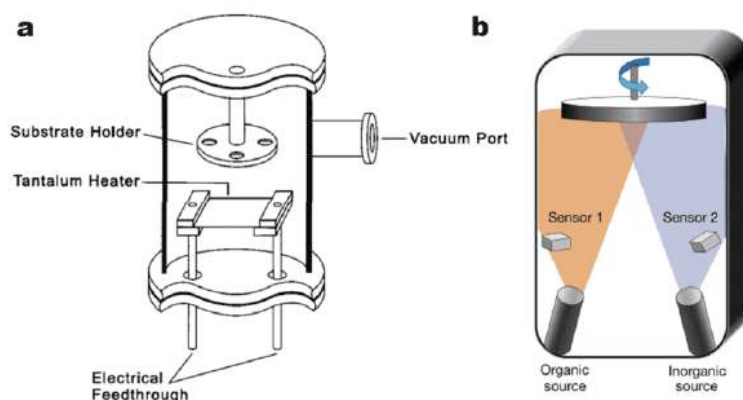 a
Substrate Holder
Vacuum Port
Tantalum Heater
Electrical
Feedthrough
b
Sensor 1
Sensor 2
Organic
source
Inorganic
source